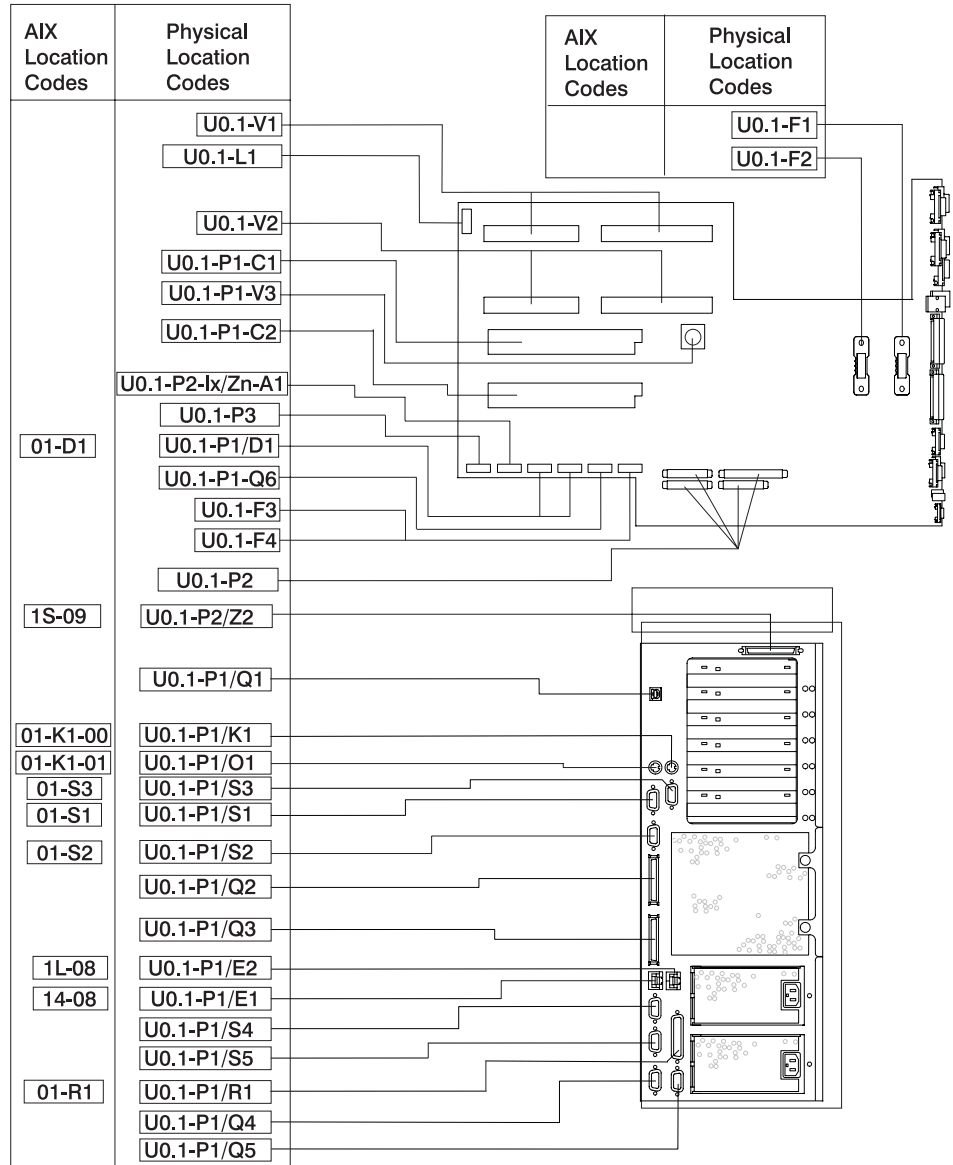 AIX Location Codes
Physical Location Codes
AIX Location Codes
Physical Location Codes
U0.1-F1
U0.1-F2
U0.1-V1
U0.1-L1
U0.1-V2
U0.1-P1-C1
U0.1-P1-V3
U0.1-P1-C2
U0.1-P2-Ix/Zn-A1
U0.1-P3
01-D1 U0.1-P1/D1
U0.1-P1-Q6
U0.1-F3
U0.1-F4
U0.1-P2
1S-09 U0.1-P2/Z2
U0.1-P1/Q1
01-K1-00 U0.1-P1/K1
01-K1-01 U0.1-P1/O1
01-S3 U0.1-P1/S3
01-S1 U0.1-P1/S1
01-S2 U0.1-P1/S2
U0.1-P1/Q2
U0.1-P1/Q3
1L-08 U0.1-P1/E2
14-08 U0.1-P1/E1
U0.1-P1/S4
U0.1-P1/S5
01-R1 U0.1-P1/R1
U0.1-P1/Q4
U0.1-P1/Q5